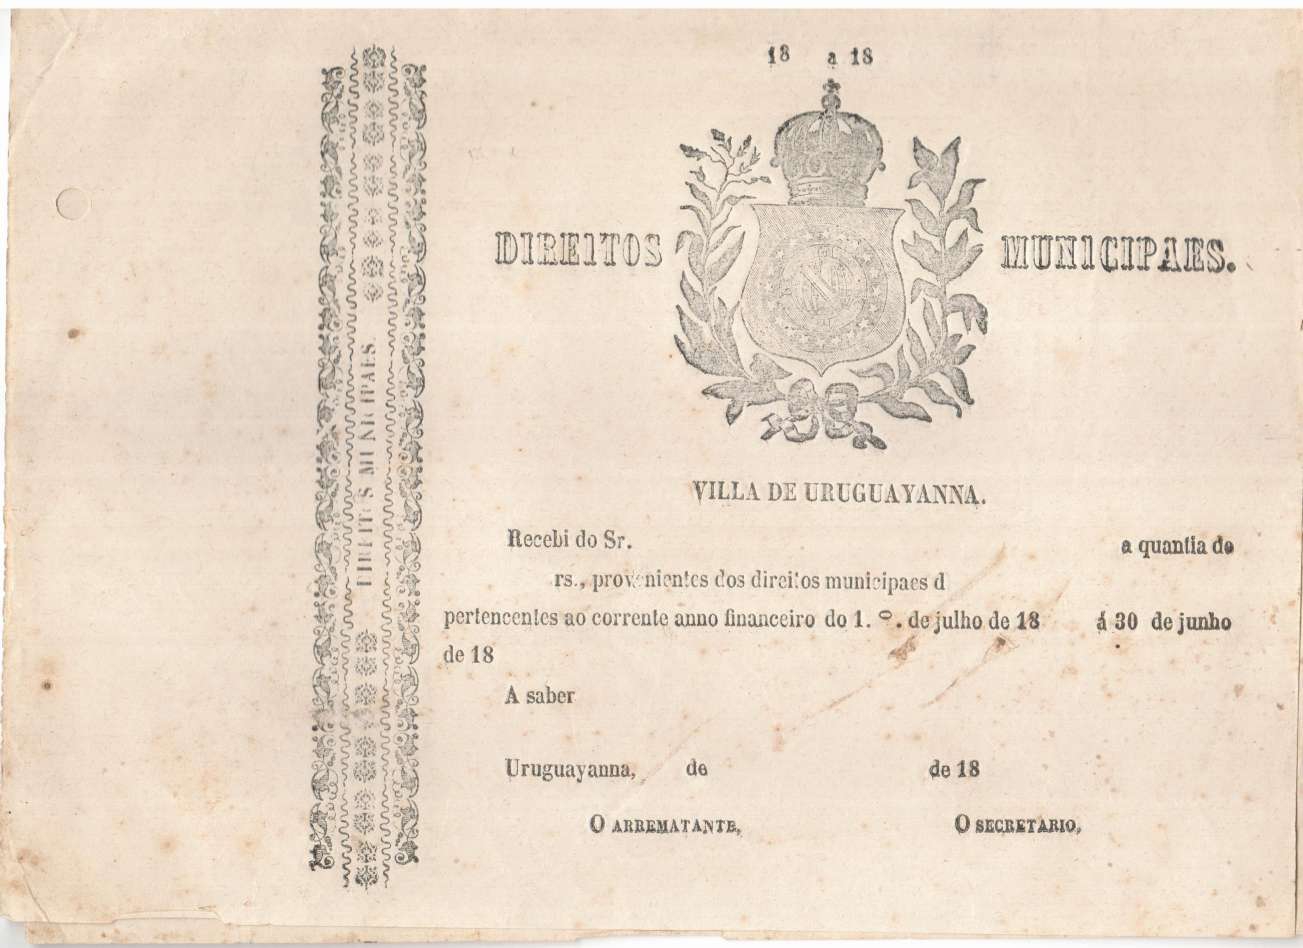 18 a 18
DIREITOS MUNICIPAES.
DIREITOS MUNICIPAES.
VILLA DE URUGUAYANNA.
Recebi do Sr. a quantia de
rs., provenientes dos direitos municipaes d
pertencentes ao corrente anno financeiro do 1.º. de julho de 18 á 30 de junho
de 18
A saber
Uruguayanna, de de 18
O ARREMATANTE, O SECRETARIO,